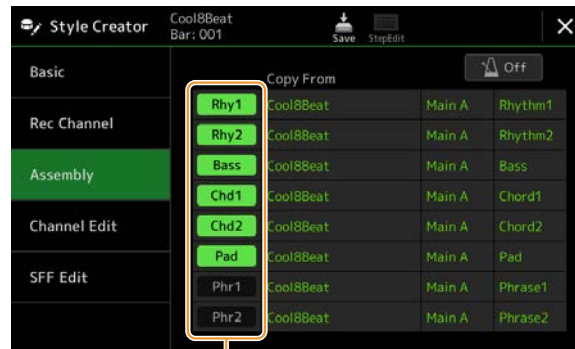 Style Creator
Cool8Beat
Bar: 001
Save
StepEdit
Basic
Rec Channel
Assembly
Channel Edit
SFF Edit
Copy From
Off
Rhy1 Cool8Beat Main A Rhythm1
Rhy2 Cool8Beat Main A Rhythm2
Bass Cool8Beat Main A Bass
Chd1 Cool8Beat Main A Chord1
Chd2 Cool8Beat Main A Chord2
Pad Cool8Beat Main A Pad
Phr1 Cool8Beat Main A Phrase1
Phr2 Cool8Beat Main A Phrase2